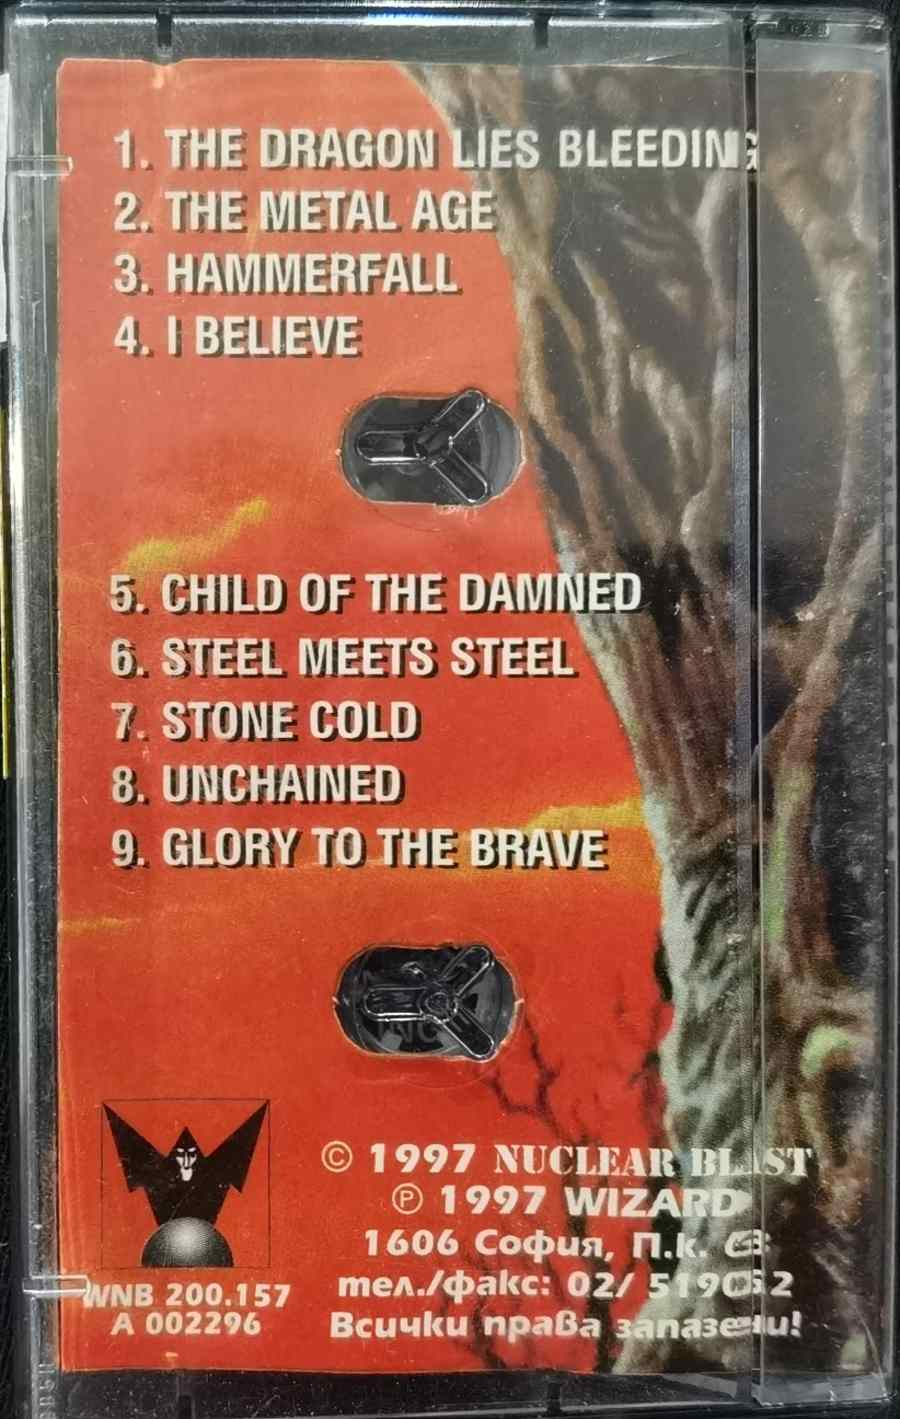 1. THE DRAGON LIES BLEEDING
2. THE METAL AGE
3. HAMMERFALL
4. I BELIEVE
5. CHILD OF THE DAMNED
6. STEEL MEETS STEEL
7. STONE COLD
8. UNCHAINED
9. GLORY TO THE BRAVE
© 1997 NUCLEAR BLAST
℗ 1997 WIZARD
1606 София, П.к.
тел./факс: 02/
Всички права запазени!
WNB 200.157
A 002296